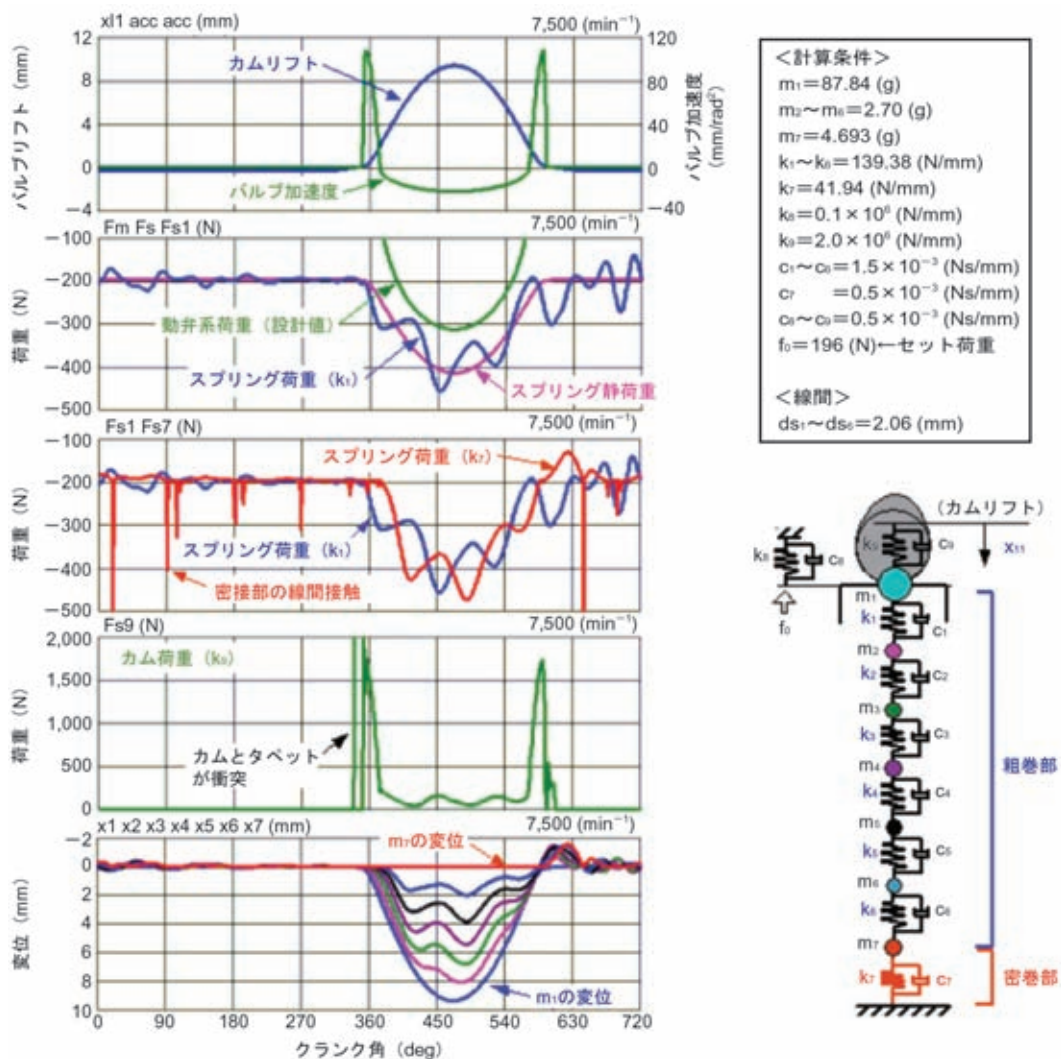 xl1 acc acc (mm)
7,500 (min⁻¹)
バルブリフト (mm)
12
8
4
0
−4
120
80
40
0
−40
バルブ加速度
(mm/rad²)
カムリフト
バルブ加速度
Fm Fs Fs1 (N)
7,500 (min⁻¹)
荷重 (N)
−100
−200
−300
−400
−500
動弁系荷重（設計値）
スプリング荷重（k₁）
スプリング静荷重
Fs1 Fs7 (N)
7,500 (min⁻¹)
荷重 (N)
−100
−200
−300
−400
−500
スプリング荷重（k₇）
スプリング荷重（k₁）
密接部の線間接触
Fs9 (N)
7,500 (min⁻¹)
荷重 (N)
2,000
1,500
1,000
500
0
カム荷重（k₉）
カムとタペット
が衝突
x1 x2 x3 x4 x5 x6 x7 (mm)
7,500 (min⁻¹)
変位 (mm)
−2
0
2
4
6
8
10
m₇の変位
m₁の変位
0 90 180 270 360 450 540 630 720
クランク角 (deg)
＜計算条件＞
m₁=87.84 (g)
m₂〜m₆=2.70 (g)
m₇=4.693 (g)
k₁〜k₆=139.38 (N/mm)
k₇=41.94 (N/mm)
k₈=0.1×10⁶ (N/mm)
k₉=2.0×10⁶ (N/mm)
c₁〜c₆=1.5×10⁻³ (Ns/mm)
c₇ =0.5×10⁻³ (Ns/mm)
c₈〜c₉=0.5×10⁻³ (Ns/mm)
f₀=196 (N)←セット荷重
＜線間＞
ds₁〜ds₆=2.06 (mm)
（カムリフト）
x₁₁
k₉
c₉
k₈
c₈
f₀
m₁
k₁
c₁
m₂
k₂
c₂
m₃
k₃
c₃
m₄
k₄
c₄
m₅
k₅
c₅
m₆
k₆
c₆
m₇
k₇
c₇
粗巻部
密巻部